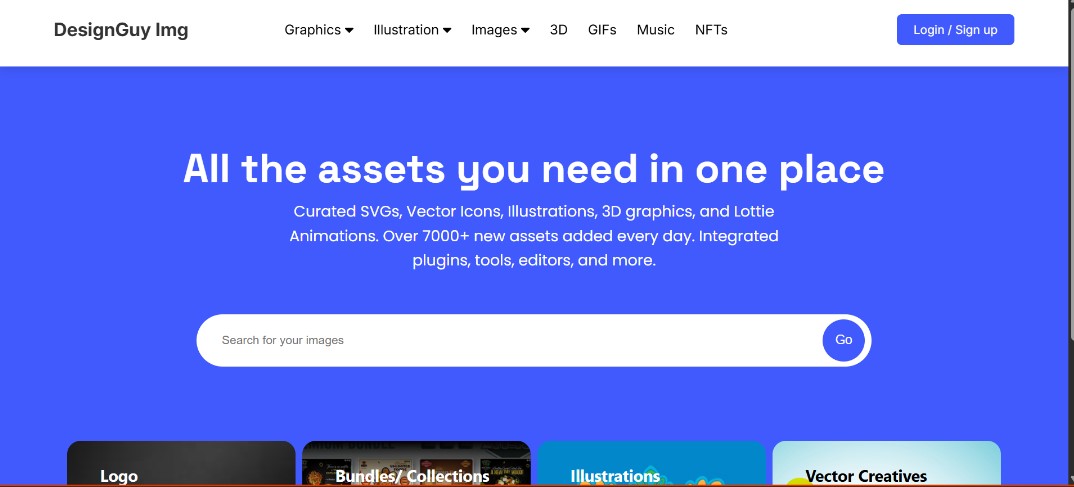 DesignGuy Img
Graphics Illustration Images 3D GIFs Music NFTs
Login / Sign up
All the assets you need in one place
Curated SVGs, Vector Icons, Illustrations, 3D graphics, and Lottie
Animations. Over 7000+ new assets added every day. Integrated
plugins, tools, editors, and more.
Search for your images
Go
Logo
Bundles/ Collections
Illustrations
Vector Creatives